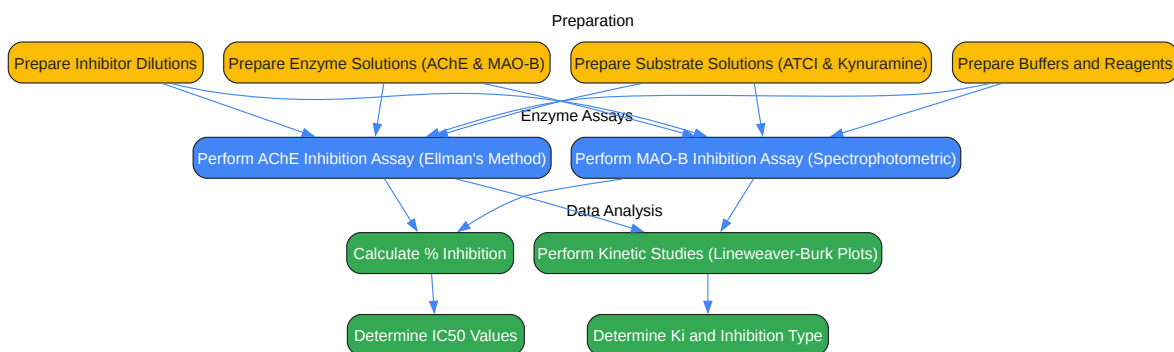 Preparation
Prepare Inhibitor Dilutions
Prepare Enzyme Solutions (AChE & MAO-B)
Prepare Substrate Solutions (ATCI & Kynuramine)
Prepare Buffers and Reagents
Enzyme Assays
Perform AChE Inhibition Assay (Ellman's Method)
Perform MAO-B Inhibition Assay (Spectrophotometric)
Data Analysis
Calculate % Inhibition
Perform Kinetic Studies (Lineweaver-Burk Plots)
Determine IC50 Values
Determine Ki and Inhibition Type